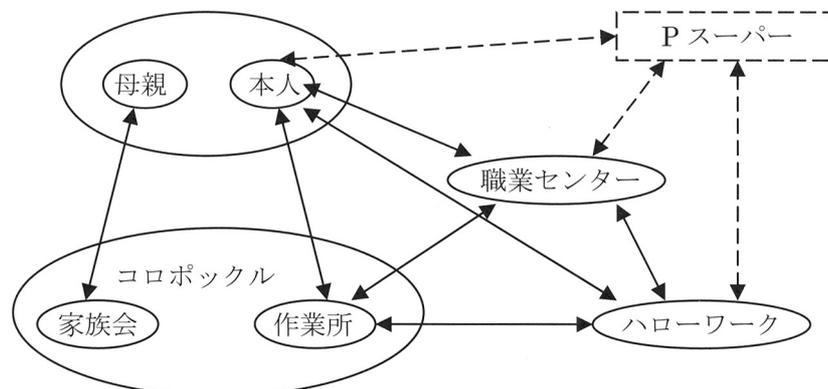 Pスーパー
母親
本人
職業センター
コロポックル
家族会
作業所
ハローワーク